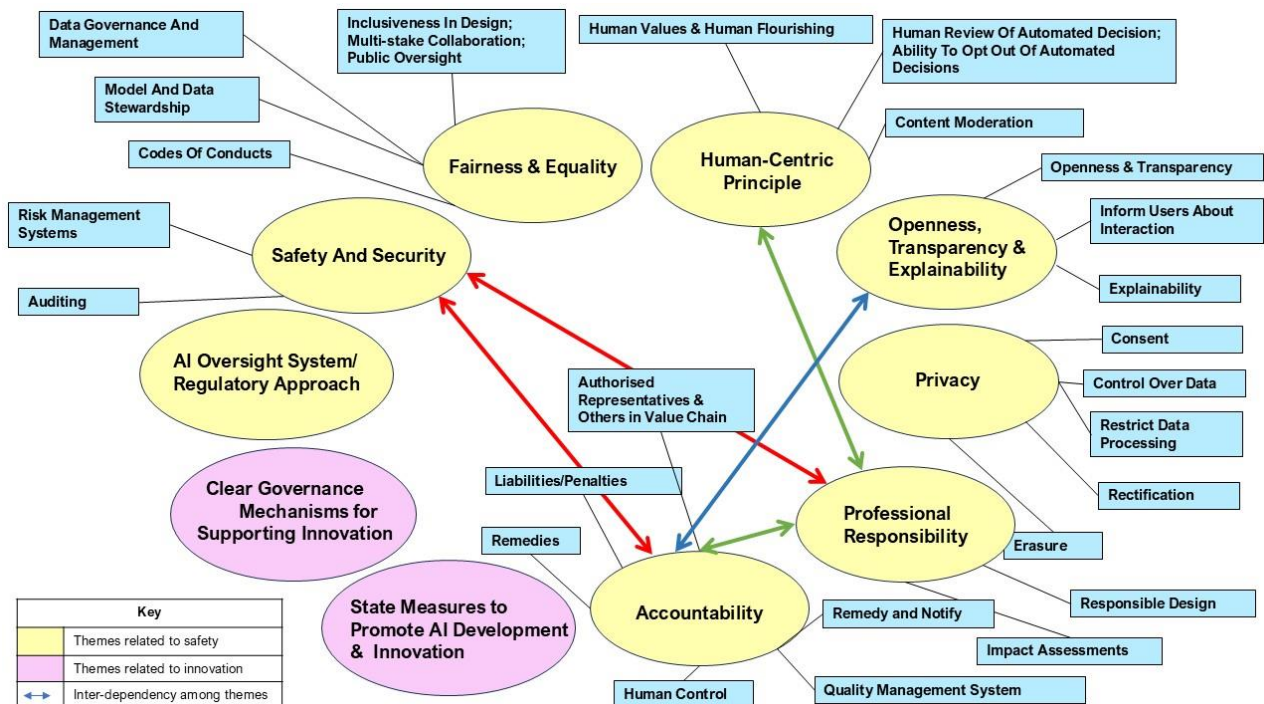 Data Governance And
Management
Inclusiveness In Design;
Multi-stake Collaboration;
Public Oversight
Human Values & Human Flourishing
Human Review Of Automated Decision;
Ability To Opt Out Of Automated
Decisions
Model And Data
Stewardship
Content Moderation
Codes Of Conducts
Fairness & Equality
Human-Centric
Principle
Openness & Transparency
Risk Management
Systems
Safety And Security
Openness,
Transparency &
Explainability
Inform Users About
Interaction
Auditing
Explainability
AI Oversight System/
Regulatory Approach
Consent
Authorised
Representatives &
Others in Value Chain
Privacy
Control Over Data
Restrict Data
Processing
Clear Governance
Mechanisms for
Supporting Innovation
Liabilities/Penalties
Rectification
Professional
Responsibility
Remedies
Erasure
State Measures to
Promote AI Development
& Innovation
Accountability
Remedy and Notify
Responsible Design
Impact Assessments
Human Control
Quality Management System
Key
Themes related to safety
Themes related to innovation
Inter-dependency among themes